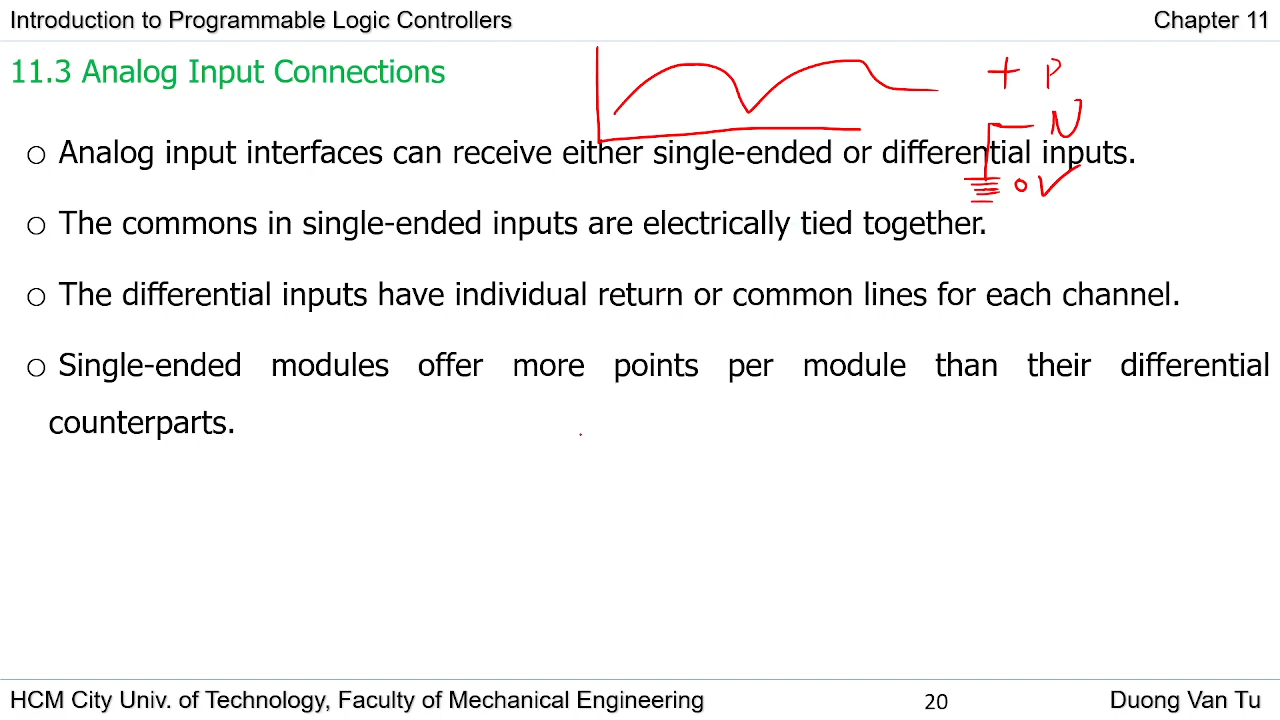 Introduction to Programmable Logic Controllers Chapter 11
11.3 Analog Input Connections
+ P
N
○ Analog input interfaces can receive either single-ended or differential inputs.
0V
○ The commons in single-ended inputs are electrically tied together.
○ The differential inputs have individual return or common lines for each channel.
○ Single-ended modules offer more points per module than their differential
counterparts.
HCM City Univ. of Technology, Faculty of Mechanical Engineering 20 Duong Van Tu